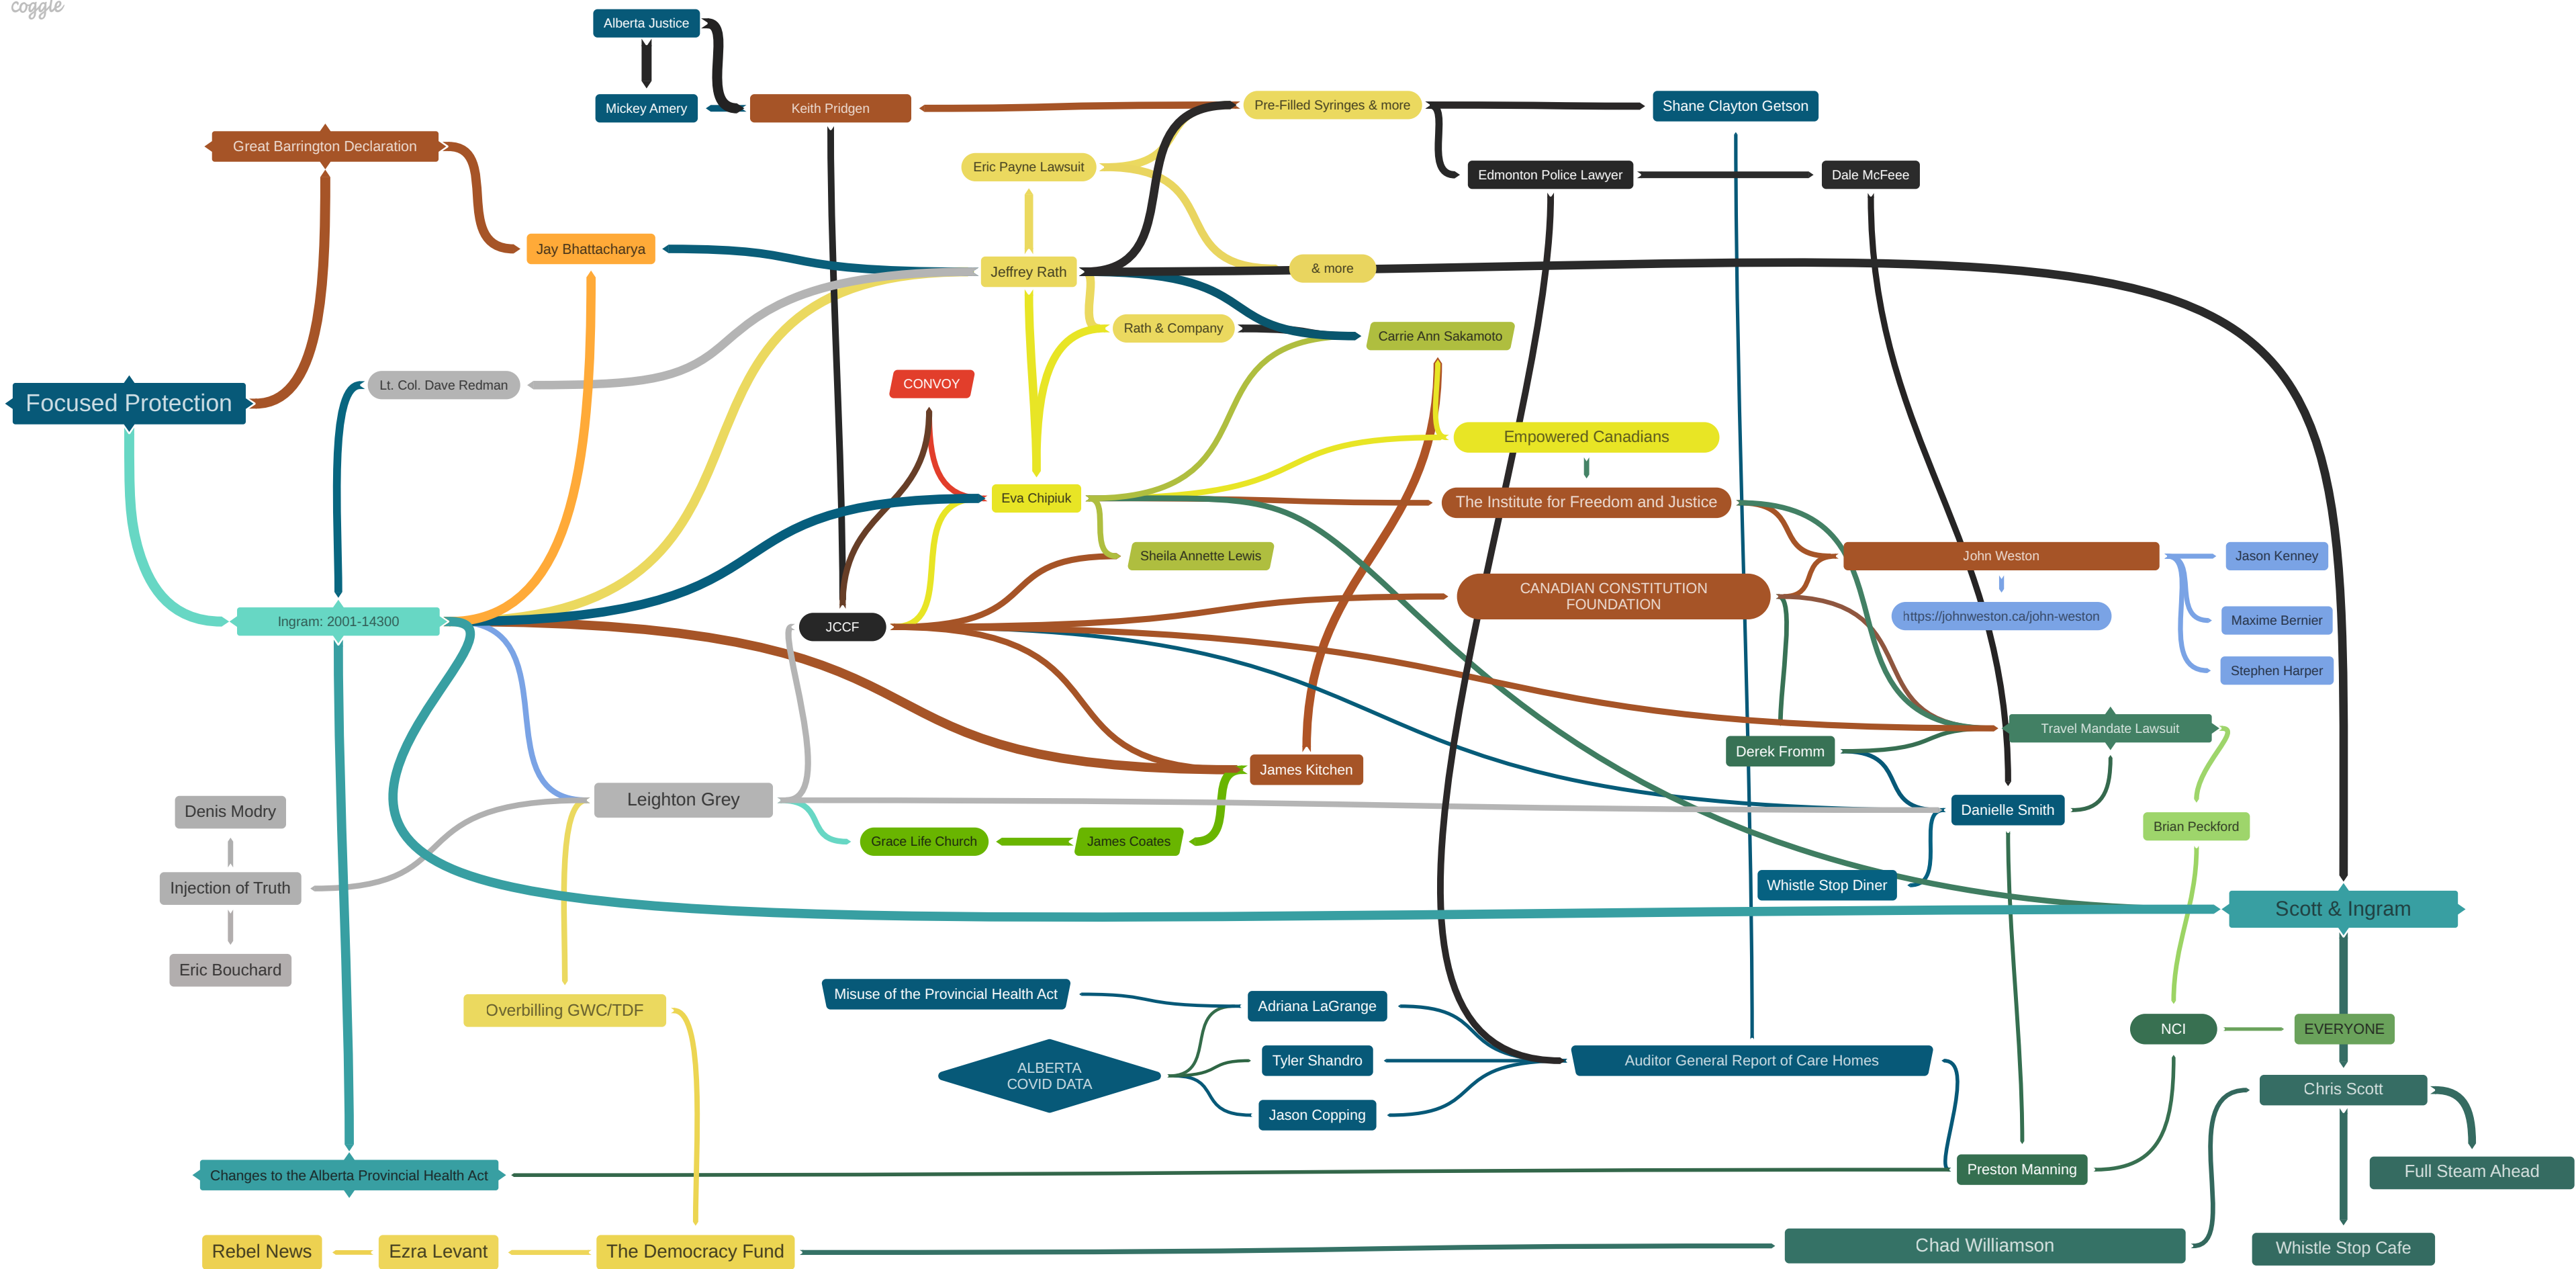 coggle
Alberta Justice
Mickey Amery
Keith Pridgen
Pre-Filled Syringes & more
Shane Clayton Getson
Great Barrington Declaration
Eric Payne Lawsuit
Edmonton Police Lawyer
Dale McFeee
Jay Bhattacharya
Jeffrey Rath
& more
Rath & Company
Carrie Ann Sakamoto
Focused Protection
Lt. Col. Dave Redman
CONVOY
Empowered Canadians
Eva Chipiuk
The Institute for Freedom and Justice
Sheila Annette Lewis
John Weston
Jason Kenney
CANADIAN CONSTITUTION
FOUNDATION
https://johnweston.ca/john-weston
Maxime Bernier
Ingram: 2001-14300
JCCF
Stephen Harper
Travel Mandate Lawsuit
Derek Fromm
James Kitchen
Leighton Grey
Denis Modry
Danielle Smith
Brian Peckford
Grace Life Church
James Coates
Injection of Truth
Whistle Stop Diner
Scott & Ingram
Eric Bouchard
Misuse of the Provincial Health Act
Overbilling GWC/TDF
Adriana LaGrange
NCI
EVERYONE
ALBERTA
COVID DATA
Tyler Shandro
Auditor General Report of Care Homes
Chris Scott
Jason Copping
Changes to the Alberta Provincial Health Act
Preston Manning
Full Steam Ahead
Rebel News
Ezra Levant
The Democracy Fund
Chad Williamson
Whistle Stop Cafe